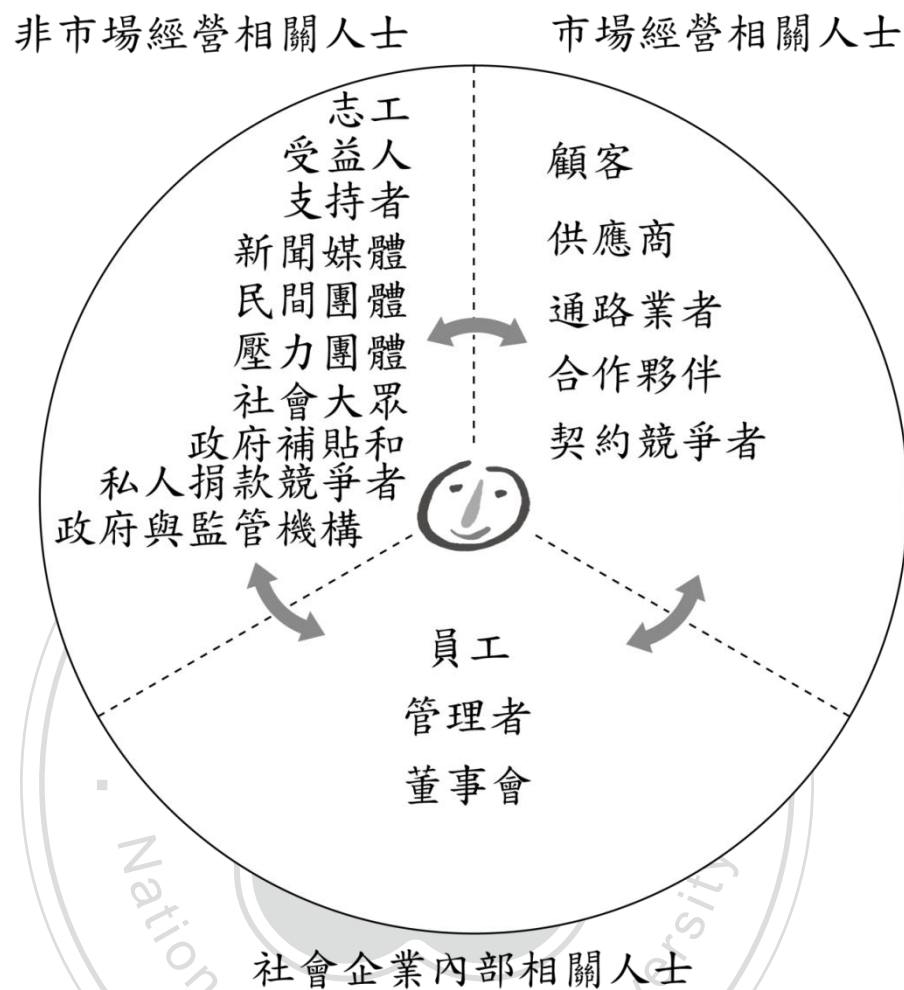 非市場經營相關人士
市場經營相關人士
志工
受益人
支持者
新聞媒體
民間團體
壓力團體
社會大眾
政府補貼和
私人捐款競爭者
政府與監管機構
顧客
供應商
通路業者
合作夥伴
契約競爭者
員工
管理者
董事會
社會企業內部相關人士